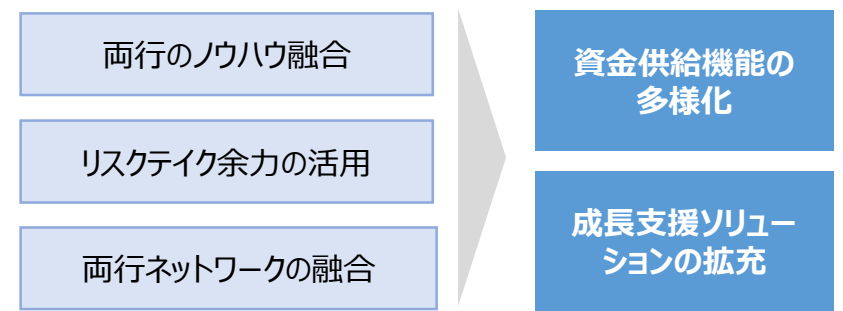 両行のノウハウ融合
リスクテイク余力の活用
両行ネットワークの融合
資金供給機能の
多様化
成長支援ソリュー
ションの拡充